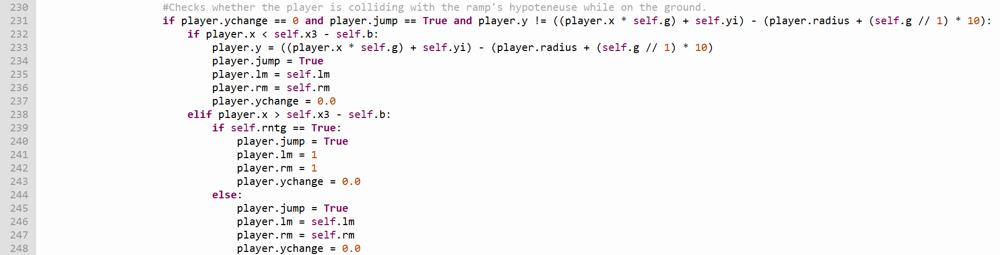 230 #Checks whether the player is colliding with the ramp's hypoteneuse while on the ground.
231 if player.ychange == 0 and player.jump == True and player.y != ((player.x * self.g) + self.yi) - (player.radius + (self.g // 1) * 10):
232 if player.x < self.x3 - self.b:
233 player.y = ((player.x * self.g) + self.yi) - (player.radius + (self.g // 1) * 10)
234 player.jump = True
235 player.lm = self.lm
236 player.rm = self.rm
237 player.ychange = 0.0
238 elif player.x > self.x3 - self.b:
239 if self.rntg == True:
240 player.jump = True
241 player.lm = 1
242 player.rm = 1
243 player.ychange = 0.0
244 else:
245 player.jump = True
246 player.lm = self.lm
247 player.rm = self.rm
248 player.ychange = 0.0